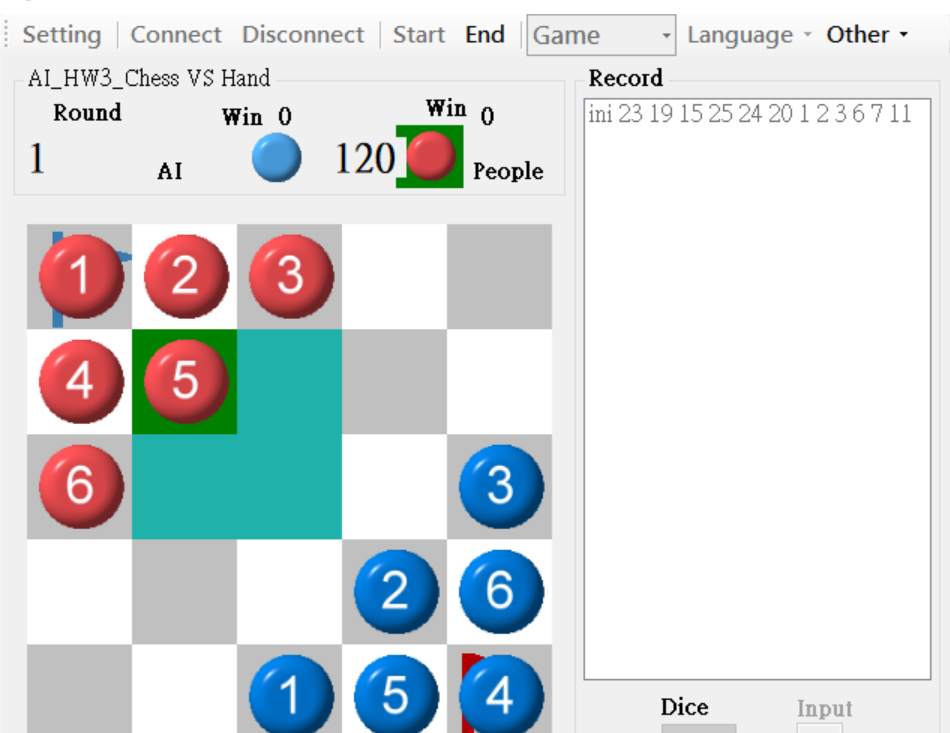 Setting Connect Disconnect Start End Game Language Other
AI_HW3_Chess VS Hand
Round Win 0 Win 0
1 AI 120 People
Record
ini 23 19 15 25 24 20 1 2 3 6 7 11
1 2 3
4 5
6 3
2 6
1 5 4
Dice Input